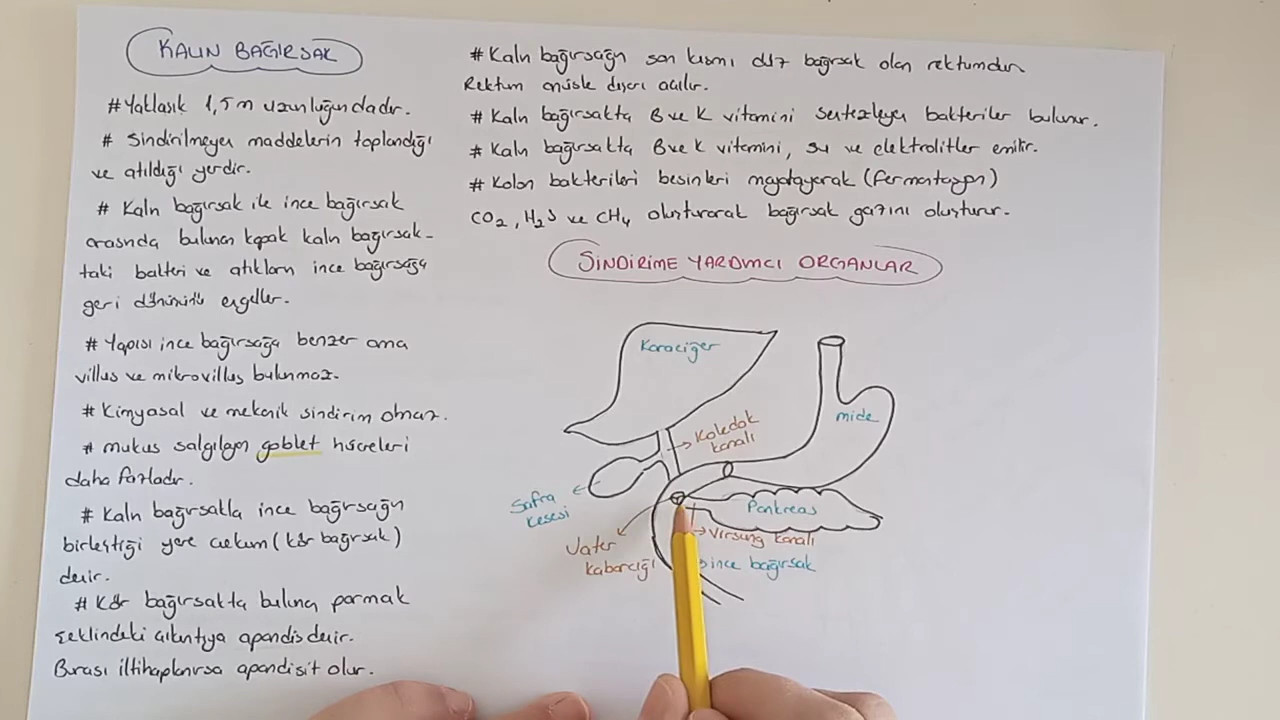 KALIN BAĞIRSAK
# Yaklaşık 1,5 m uzunluğundadır.
# Sindirilmeyen maddelerin toplandığı
ve atıldığı yerdir.
# Kalın bağırsak ile ince bağırsak
arasında bulunan kapak kalın bağırsak-
taki bakteri ve atıkların ince bağırsağa
geri dönüşünü engeller.
# Yapısı ince bağırsağa benzer ama
villus ve mikrovillus bulunmaz.
# Kimyasal ve mekanik sindirim olmaz.
# mukus salgılayan goblet hücreleri
daha fazladır.
# Kalın bağırsakla ince bağırsağın
birleştiği yere çekum (kör bağırsak)
denir.
# Kör bağırsakta bulunan parmak
şeklindeki çıkıntıya apandis denir.
Burası iltihaplanırsa apandisit olur.
# Kalın bağırsağın son kısmı düz bağırsak olan rektumdur.
Rektum anüsle dışarı açılır.
# Kalın bağırsakta B ve K vitamini sentezleyen bakteriler bulunur.
# Kalın bağırsakta B ve K vitamini, su ve elektrolitler emilir.
# Kolon bakterileri besinleri mayalayarak (fermantasyon)
CO2, H2S ve CH4 oluşturarak bağırsak gazını oluşturur.
SİNDİRİME YARDIMCI ORGANLAR
Karaciğer
mide
Koledok
kanalı
Safra
kesesi
Pankreas
Vater
kabarcığı
Virsung kanalı
ince bağırsak